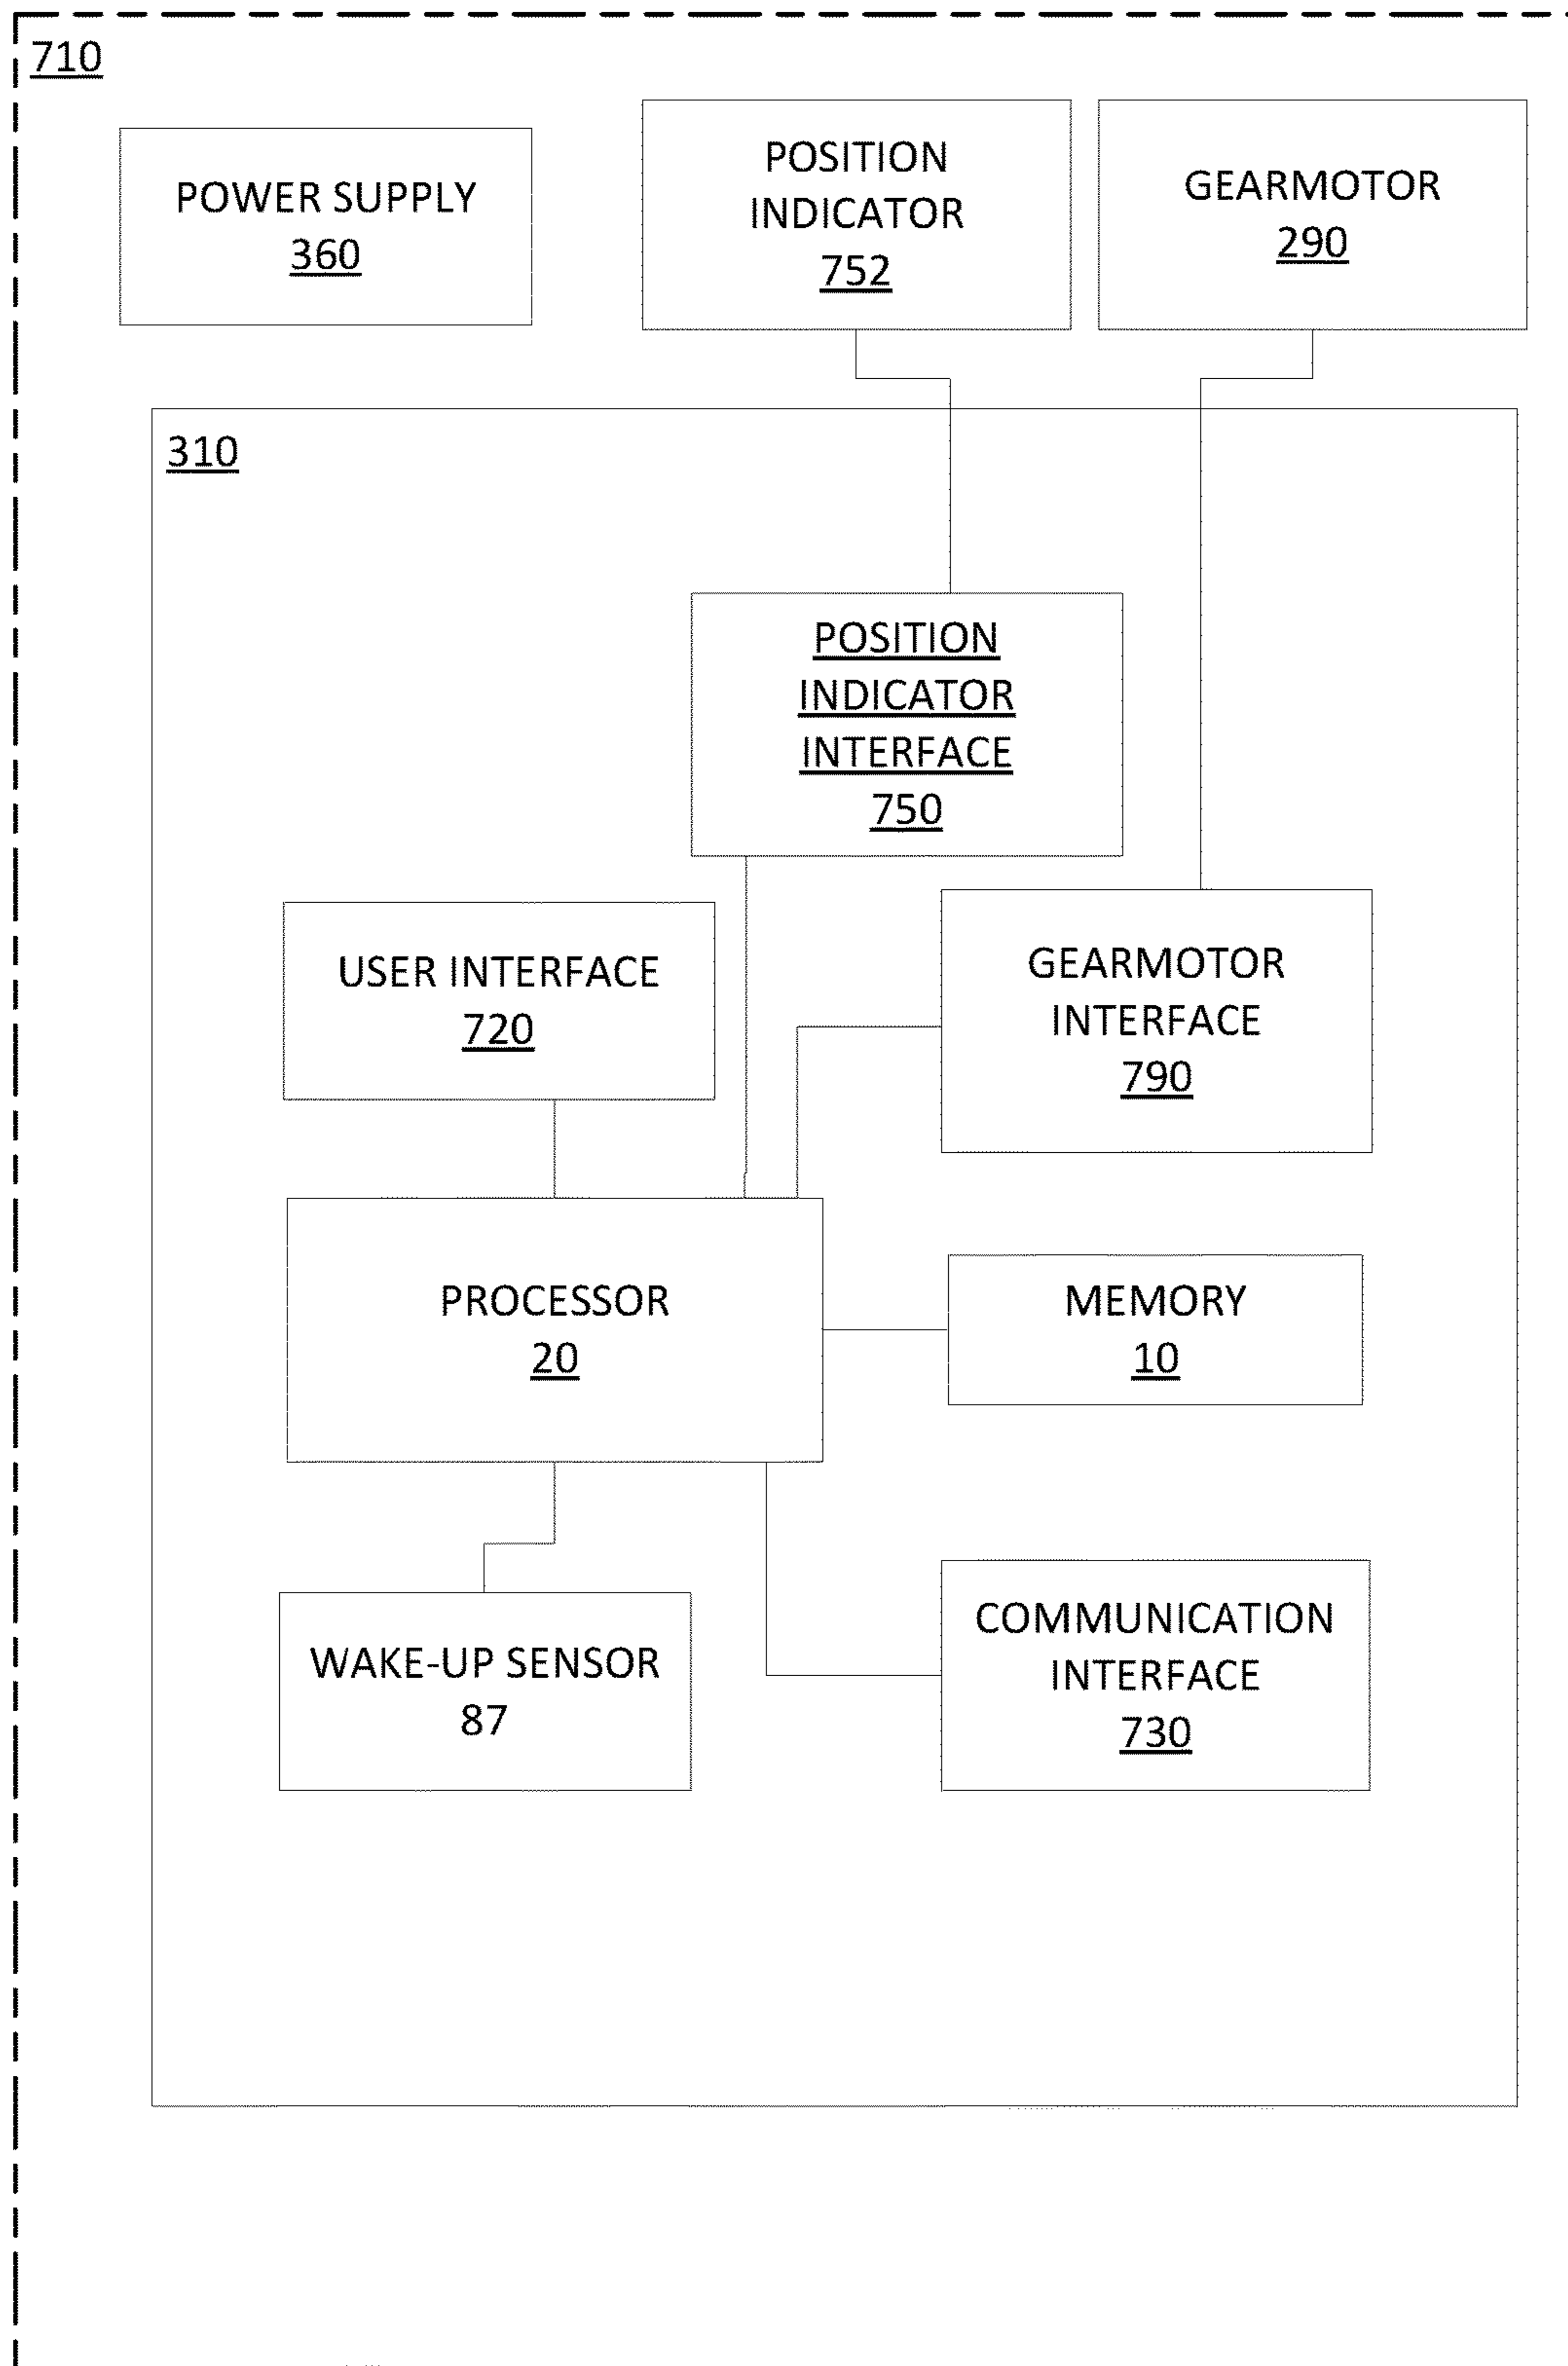 710
POWER SUPPLY
360
POSITION
INDICATOR
752
GEARMOTOR
290
310
POSITION
INDICATOR
INTERFACE
750
USER INTERFACE
720
GEARMOTOR
INTERFACE
790
PROCESSOR
20
MEMORY
10
WAKE-UP SENSOR
87
COMMUNICATION
INTERFACE
730